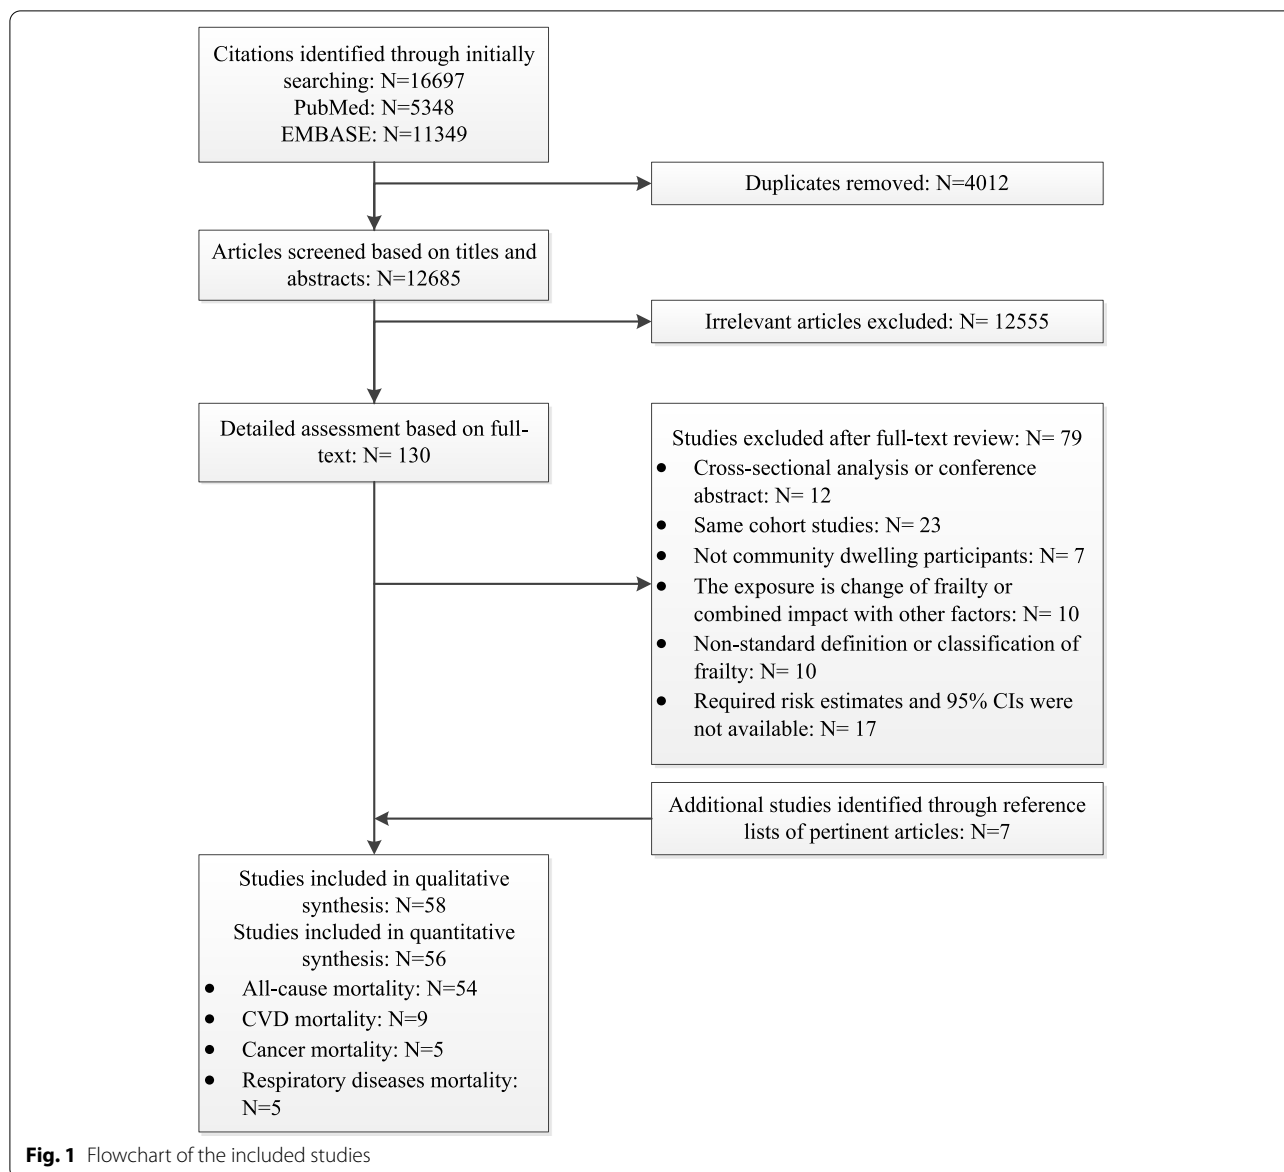 Citations identified through initially
searching: N=16697
PubMed: N=5348
EMBASE: N=11349
Duplicates removed: N=4012
Articles screened based on titles and
abstracts: N=12685
Irrelevant articles excluded: N= 12555
Detailed assessment based on full-
text: N= 130
Studies excluded after full-text review: N= 79
● Cross-sectional analysis or conference
abstract: N= 12
● Same cohort studies: N= 23
● Not community dwelling participants: N= 7
● The exposure is change of frailty or
combined impact with other factors: N= 10
● Non-standard definition or classification of
frailty: N= 10
● Required risk estimates and 95% CIs were
not available: N= 17
Additional studies identified through reference
lists of pertinent articles: N=7
Studies included in qualitative
synthesis: N=58
Studies included in quantitative
synthesis: N=56
● All-cause mortality: N=54
● CVD mortality: N=9
● Cancer mortality: N=5
● Respiratory diseases mortality:
N=5
Fig. 1 Flowchart of the included studies